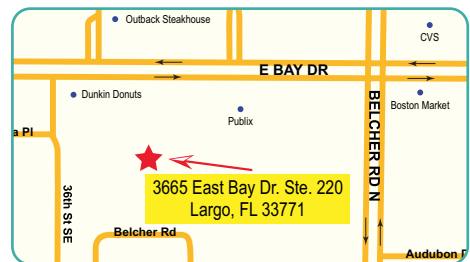 Outback Steakhouse
CVS
E BAY DR
Dunkin Donuts
Boston Market
Publix
a Pl
BELCHER RD N
3665 East Bay Dr. Ste. 220
Largo, FL 33771
36th St SE
Belcher Rd
Audubon